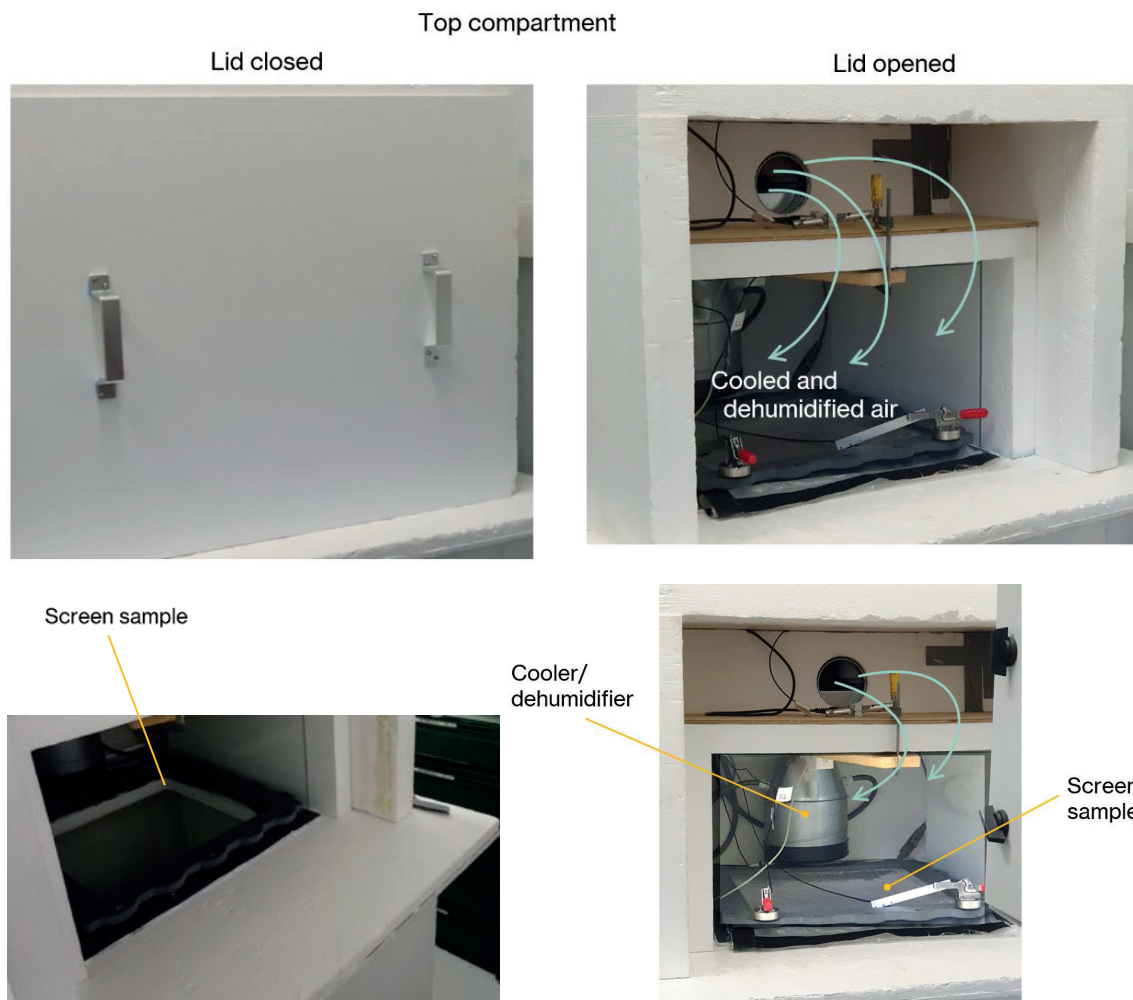 Top compartment
Lid closed
Lid opened
Cooled and
dehumidified air
Screen sample
Cooler/
dehumidifier
Screen
sample